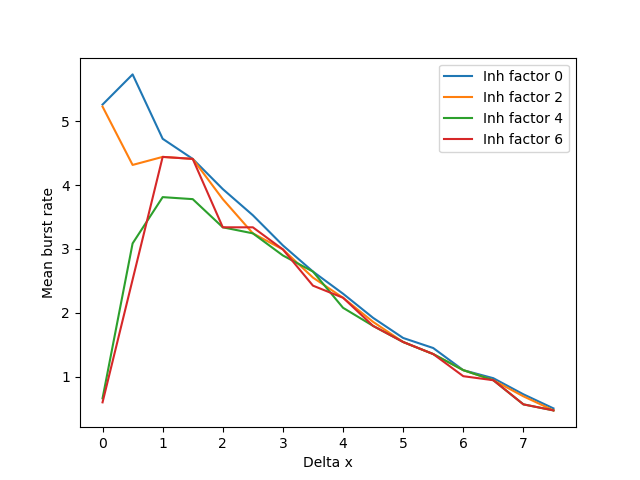 Inh factor 0
Inh factor 2
Inh factor 4
Inh factor 6
5
4
3
2
1
Mean burst rate
0 1 2 3 4 5 6 7
Delta x